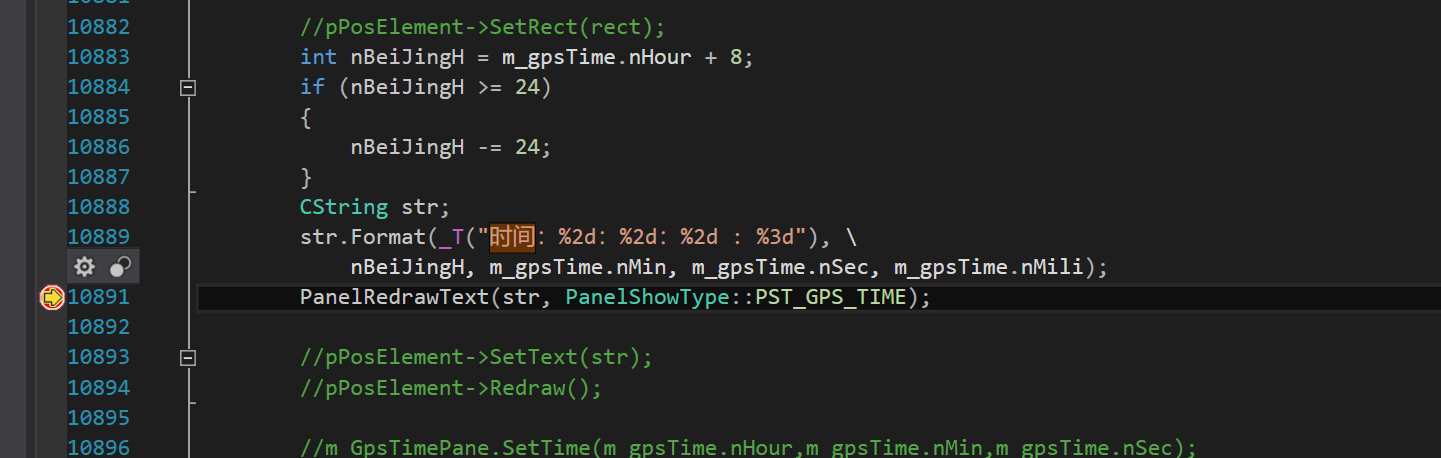 10882 //pPosElement->SetRect(rect);
10883 int nBeiJingH = m_gpsTime.nHour + 8;
10884 if (nBeiJingH >= 24)
10885 {
10886 nBeiJingH -= 24;
10887 }
10888 CString str;
10889 str.Format(_T("时间：%2d：%2d：%2d : %3d"), \
nBeiJingH, m_gpsTime.nMin, m_gpsTime.nSec, m_gpsTime.nMili);
10891 PanelRedrawText(str, PanelShowType::PST_GPS_TIME);
10892
10893 //pPosElement->SetText(str);
10894 //pPosElement->Redraw();
10895
10896 //m_GpsTimePane.SetTime(m_gpsTime.nHour,m_gpsTime.nMin,m_gpsTime.nSec);